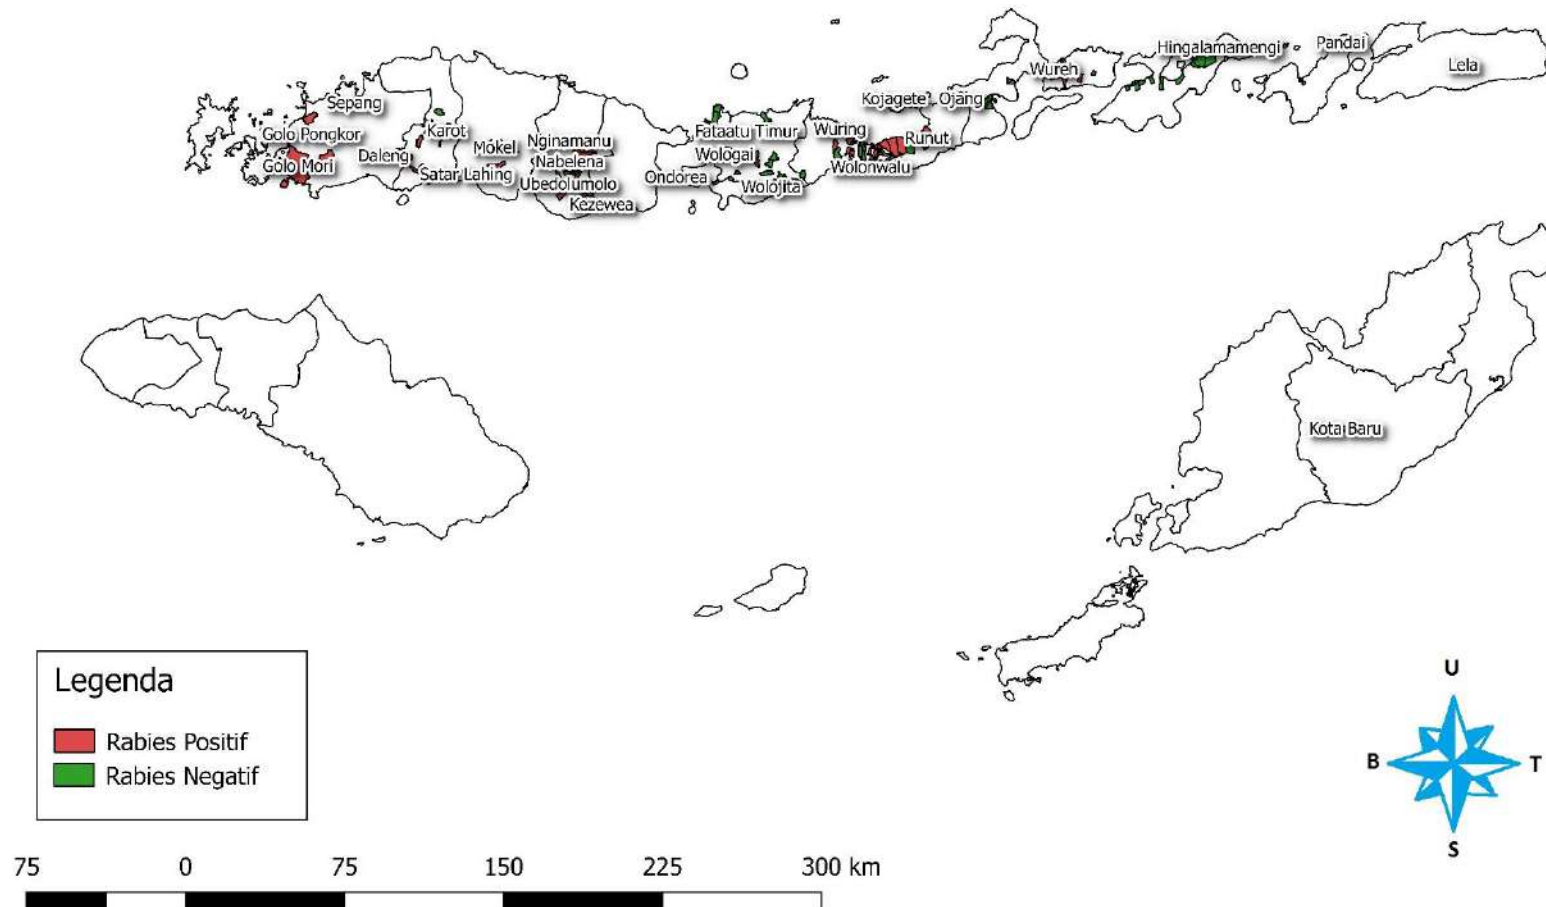 Hingalamamengi
Pandai
Lela
Wureh
Kojagete
Ojang
Sepang
Golo Pongkor
Karot
Fataatu Timur
Wuring
Runut
Nginamanu
Mokel
Daleng
Wologai
Nabelena
Golo Mori
Satar Lahing
Wolonwalu
Ondorea
Ubedolumolo
Wolojita
Kezewea
Kota Baru
Legenda
Rabies Positif
Rabies Negatif
U
B
T
S
75 0 75 150 225 300 km